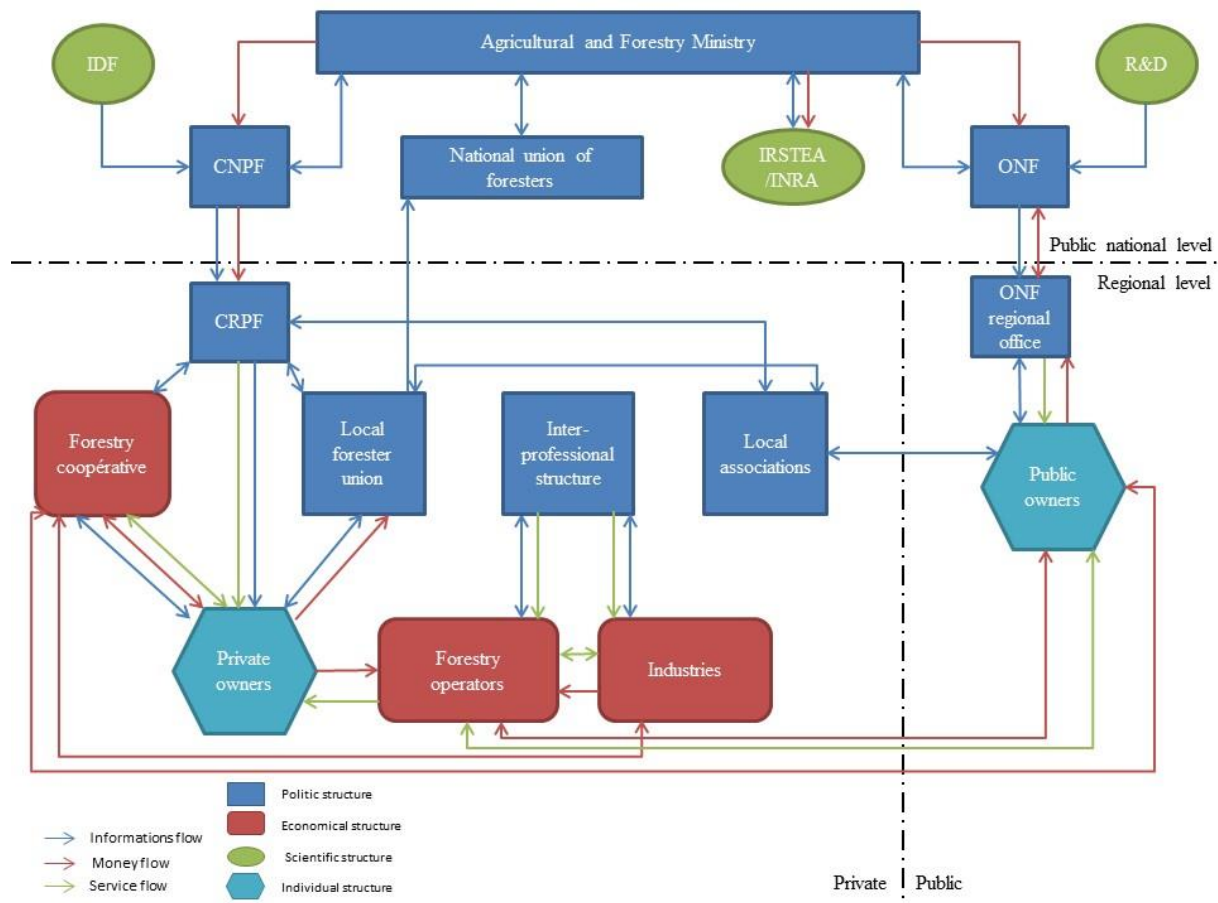 Agricultural and Forestry Ministry
IDF
R&D
CNPF
National union of
foresters
IRSTEA
/INRA
ONF
Public national level
Regional level
CRPF
ONF
regional
office
Forestry
coopérative
Local
forester
union
Inter-
professional
structure
Local
associations
Public
owners
Private
owners
Forestry
operators
Industries
Informations flow
Money flow
Service flow
Politic structure
Economical structure
Scientific structure
Individual structure
Private
Public